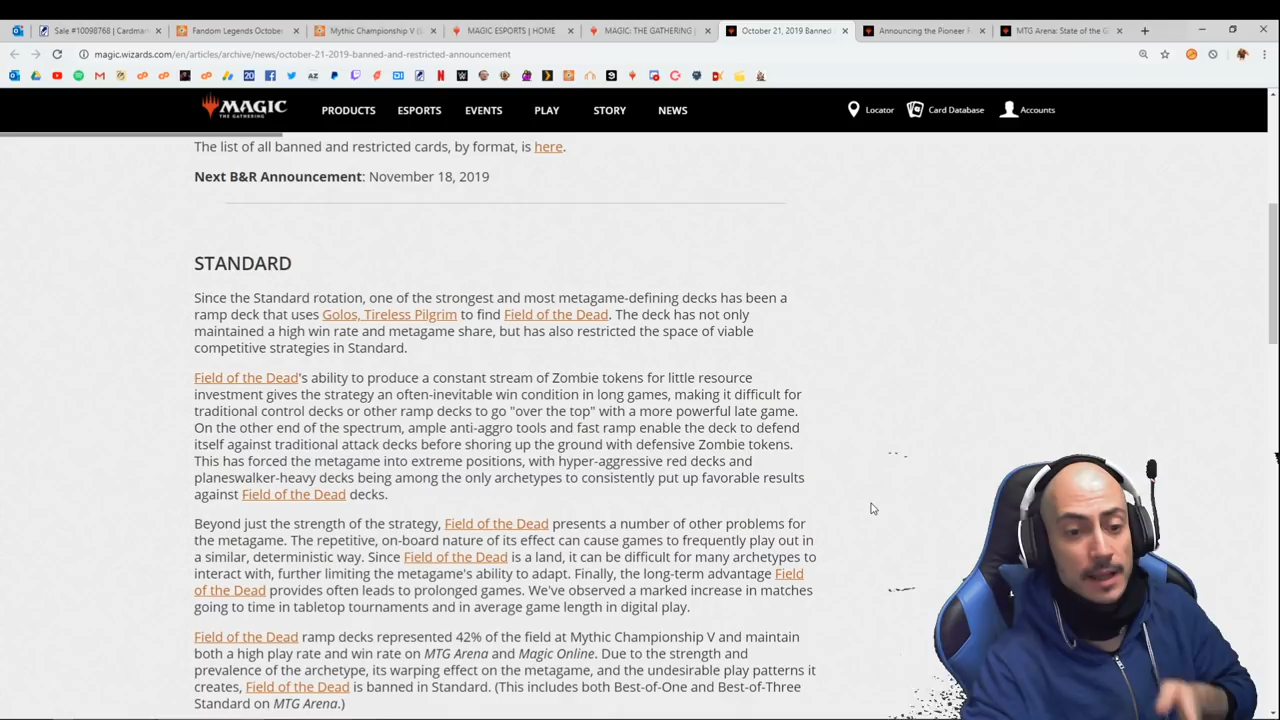 Sale #10098768 | Cardmar
Fandom Legends October
Mythic Championship V (
MAGIC ESPORTS | HOME
MAGIC: THE GATHERING |
October 21, 2019 Banned
Announcing the Pioneer F
MTG Arena: State of the G
magic.wizards.com/en/articles/archive/news/october-21-2019-banned-and-restricted-announcement
MAGIC
THE GATHERING
PRODUCTS ESPORTS EVENTS PLAY STORY NEWS
Locator Card Database Accounts
The list of all banned and restricted cards, by format, is here.
Next B&R Announcement: November 18, 2019
STANDARD
Since the Standard rotation, one of the strongest and most metagame-defining decks has been a
ramp deck that uses Golos, Tireless Pilgrim to find Field of the Dead. The deck has not only
maintained a high win rate and metagame share, but has also restricted the space of viable
competitive strategies in Standard.
Field of the Dead's ability to produce a constant stream of Zombie tokens for little resource
investment gives the strategy an often-inevitable win condition in long games, making it difficult for
traditional control decks or other ramp decks to go "over the top" with a more powerful late game.
On the other end of the spectrum, ample anti-aggro tools and fast ramp enable the deck to defend
itself against traditional attack decks before shoring up the ground with defensive Zombie tokens.
This has forced the metagame into extreme positions, with hyper-aggressive red decks and
planeswalker-heavy decks being among the only archetypes to consistently put up favorable results
against Field of the Dead decks.
Beyond just the strength of the strategy, Field of the Dead presents a number of other problems for
the metagame. The repetitive, on-board nature of its effect can cause games to frequently play out in
a similar, deterministic way. Since Field of the Dead is a land, it can be difficult for many archetypes to
interact with, further limiting the metagame's ability to adapt. Finally, the long-term advantage Field
of the Dead provides often leads to prolonged games. We've observed a marked increase in matches
going to time in tabletop tournaments and in average game length in digital play.
Field of the Dead ramp decks represented 42% of the field at Mythic Championship V and maintain
both a high play rate and win rate on MTG Arena and Magic Online. Due to the strength and
prevalence of the archetype, its warping effect on the metagame, and the undesirable play patterns it
creates, Field of the Dead is banned in Standard. (This includes both Best-of-One and Best-of-Three
Standard on MTG Arena.)